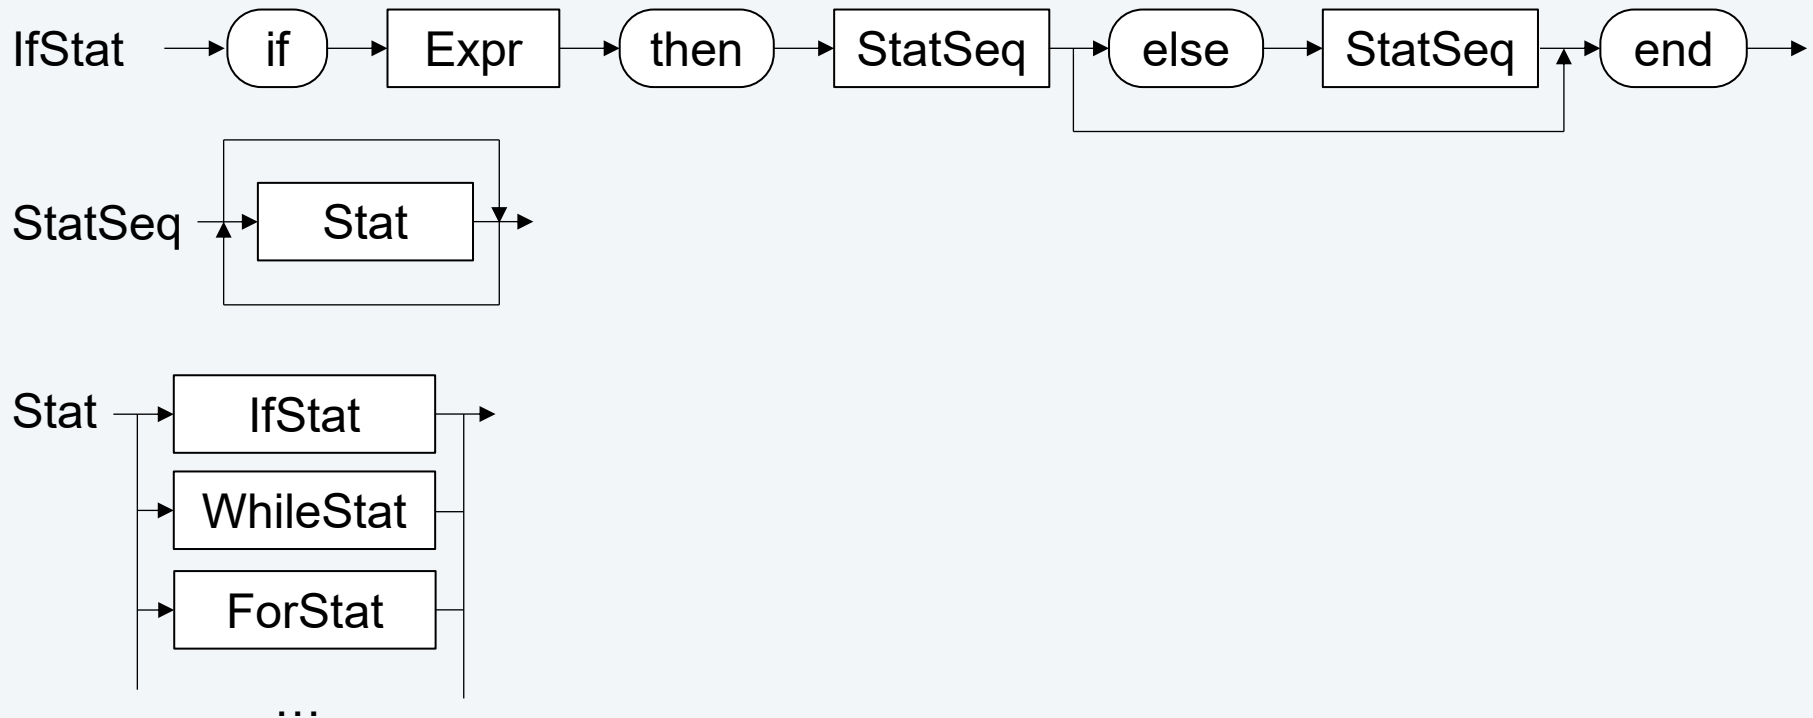 IfStat if Expr then StatSeq else StatSeq end
StatSeq Stat
Stat IfStat
WhileStat
ForStat
...